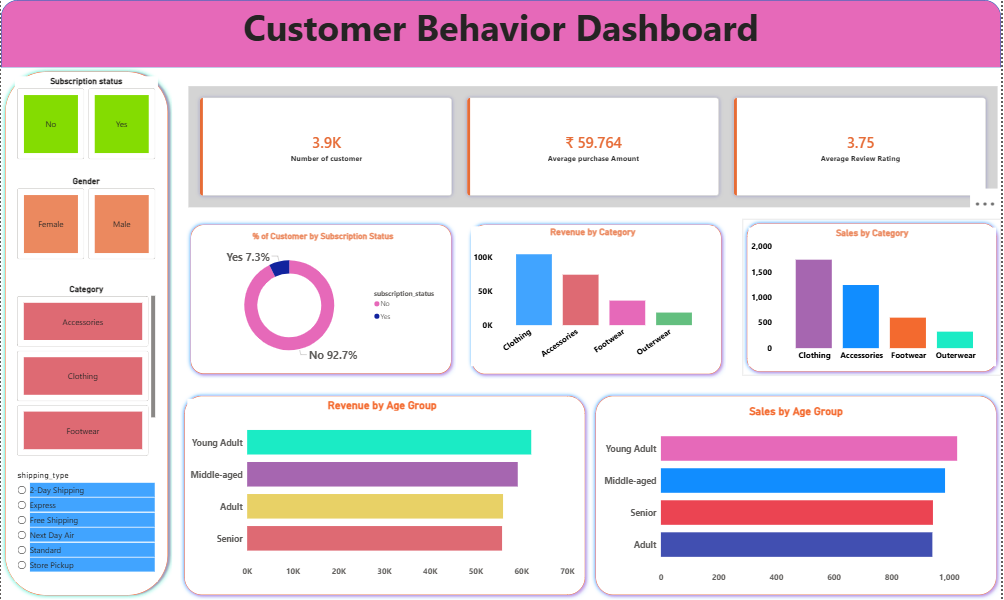 Customer Behavior Dashboard
Subscription status
No Yes
Gender
Female Male
Category
Accessories
Clothing
Footwear
shipping_type
2-Day Shipping
Express
Free Shipping
Next Day Air
Standard
Store Pickup
3.9K
Number of customer
₹ 59.764
Average purchase Amount
3.75
Average Review Rating
% of Customer by Subscription Status
Yes 7.3%
No 92.7%
subscription_status
No
Yes
Revenue by Category
100K
50K
0K
Clothing Accessories Footwear Outerwear
Sales by Category
2,000
1,500
1,000
500
0
Clothing Accessories Footwear Outerwear
Revenue by Age Group
Young Adult
Middle-aged
Adult
Senior
0K 10K 20K 30K 40K 50K 60K 70K
Sales by Age Group
Young Adult
Middle-aged
Senior
Adult
0 200 400 600 800 1,000